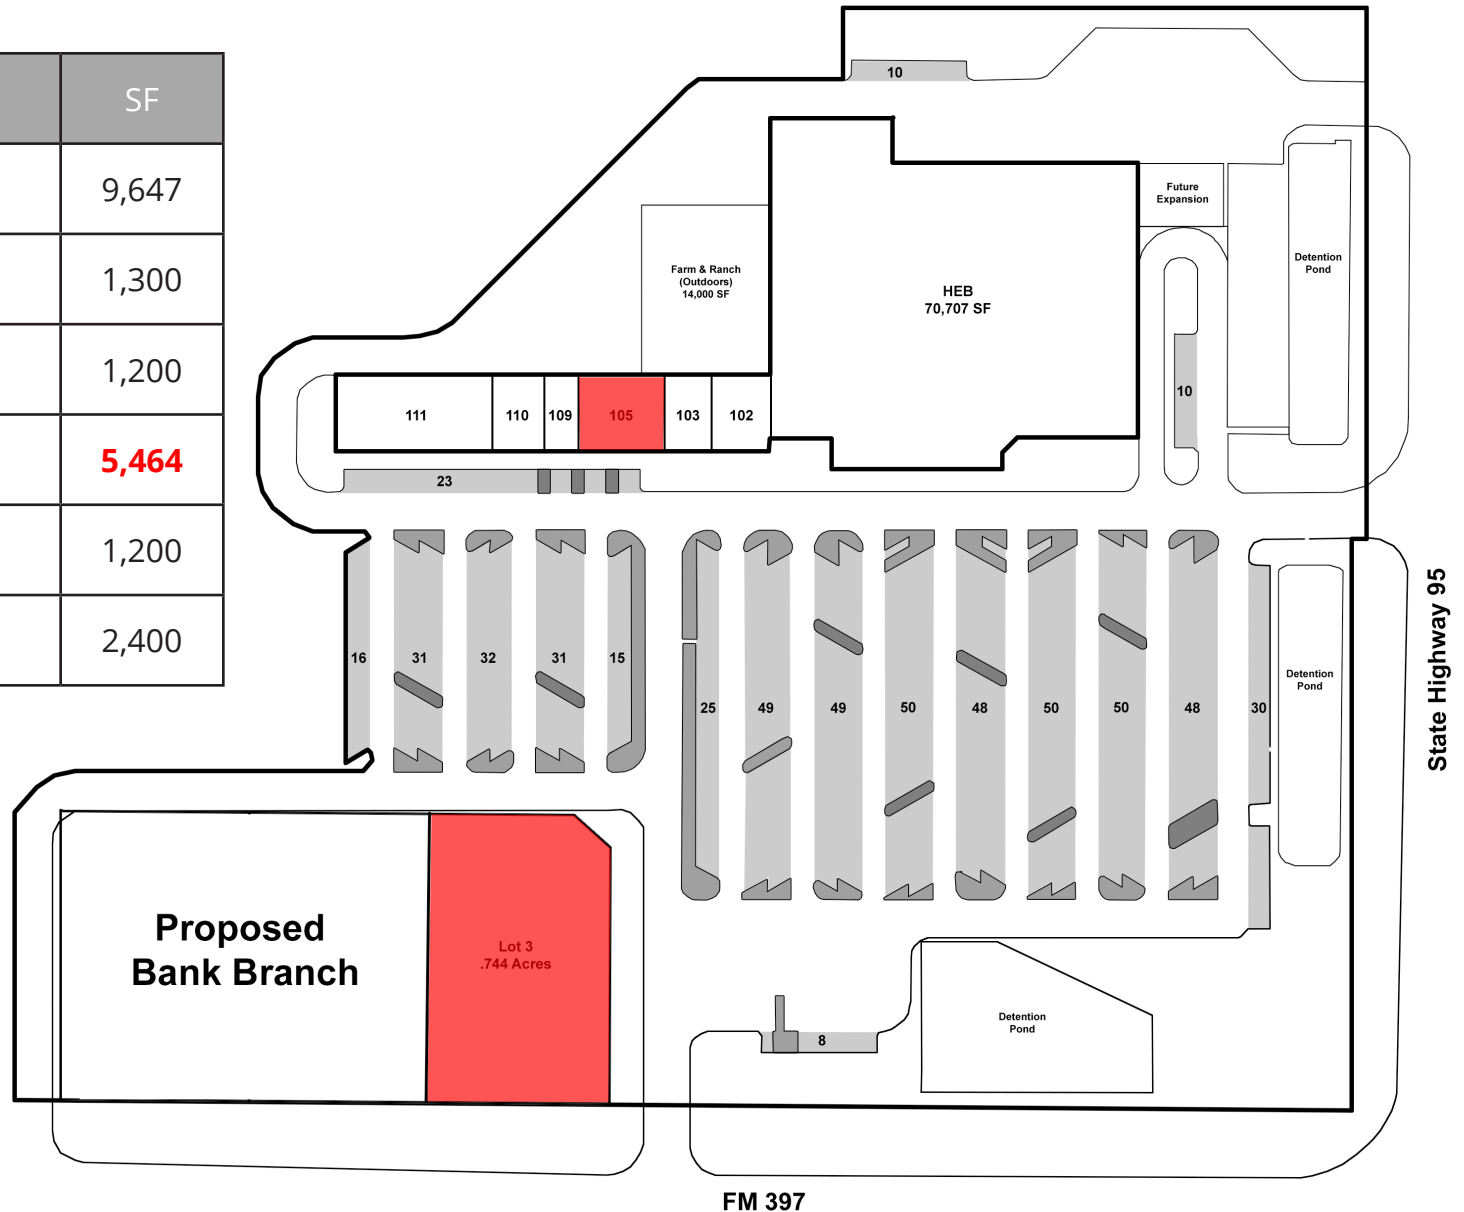 SF
9,647
1,300
1,200
5,464
1,200
2,400
10
Future
Expansion
Detention
Pond
Farm & Ranch
(Outdoors)
14,000 SF
HEB
70,707 SF
10
111
110
109
105
103
102
23
16
31
32
31
15
25
49
49
50
48
50
50
48
30
Detention
Pond
State Highway 95
Proposed
Bank Branch
Lot 3
.744 Acres
8
Detention
Pond
FM 397